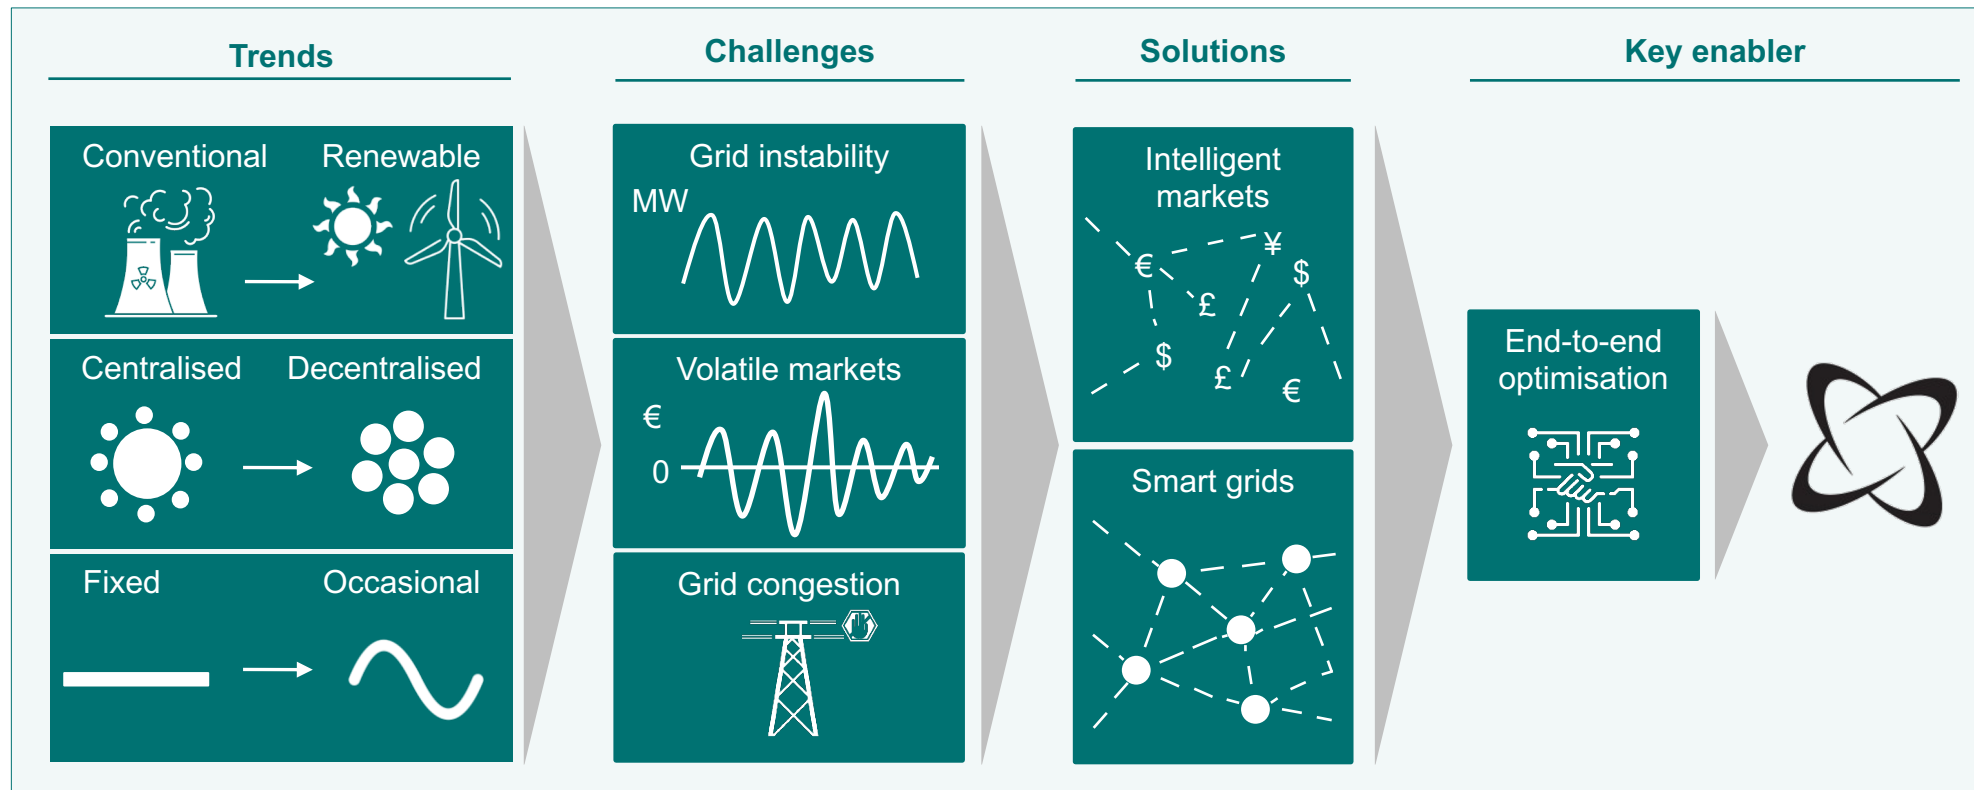 Trends
Challenges
Solutions
Key enabler
Conventional
Renewable
Centralised
Decentralised
Fixed
Occasional
Grid instability
MW
Volatile markets
€
0
Grid congestion
Intelligent
markets
€
¥
$
£
$
£
€
Smart grids
End-to-end
optimisation